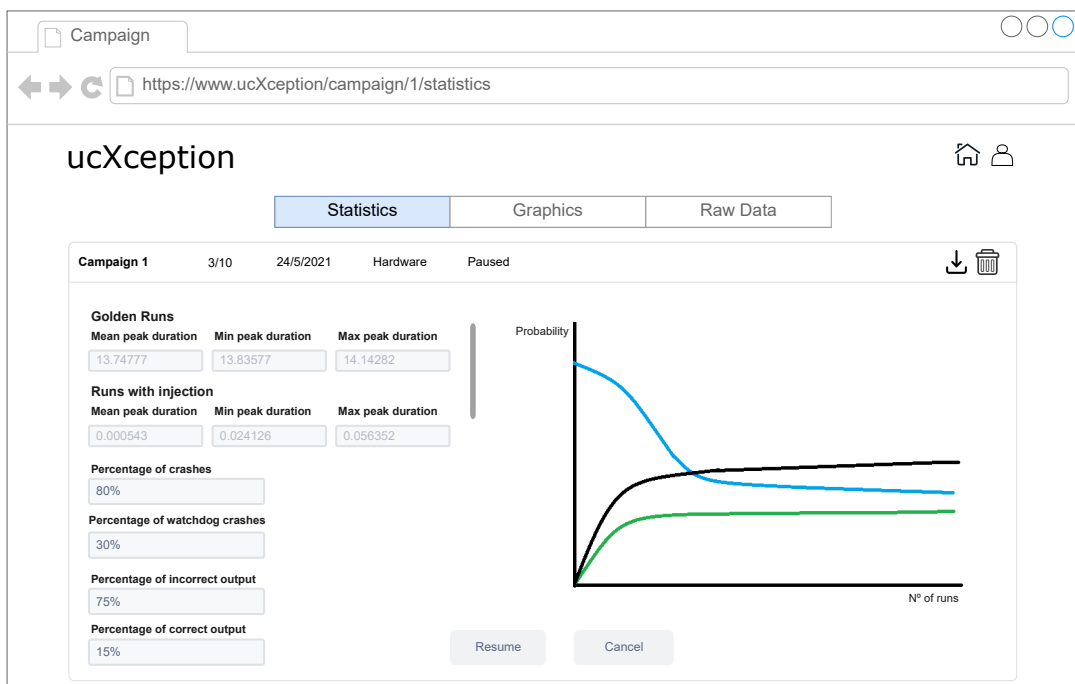 Campaign
https://www.ucXception/campaign/1/statistics
ucXception
Statistics Graphics Raw Data
Campaign 1 3/10 24/5/2021 Hardware Paused
Golden Runs
Mean peak duration Min peak duration Max peak duration
13.74777 13.83577 14.14282
Runs with injection
Mean peak duration Min peak duration Max peak duration
0.000543 0.024126 0.056352
Percentage of crashes
80%
Percentage of watchdog crashes
30%
Percentage of incorrect output
75%
Percentage of correct output
15%
Probability
Nº of runs
Resume Cancel